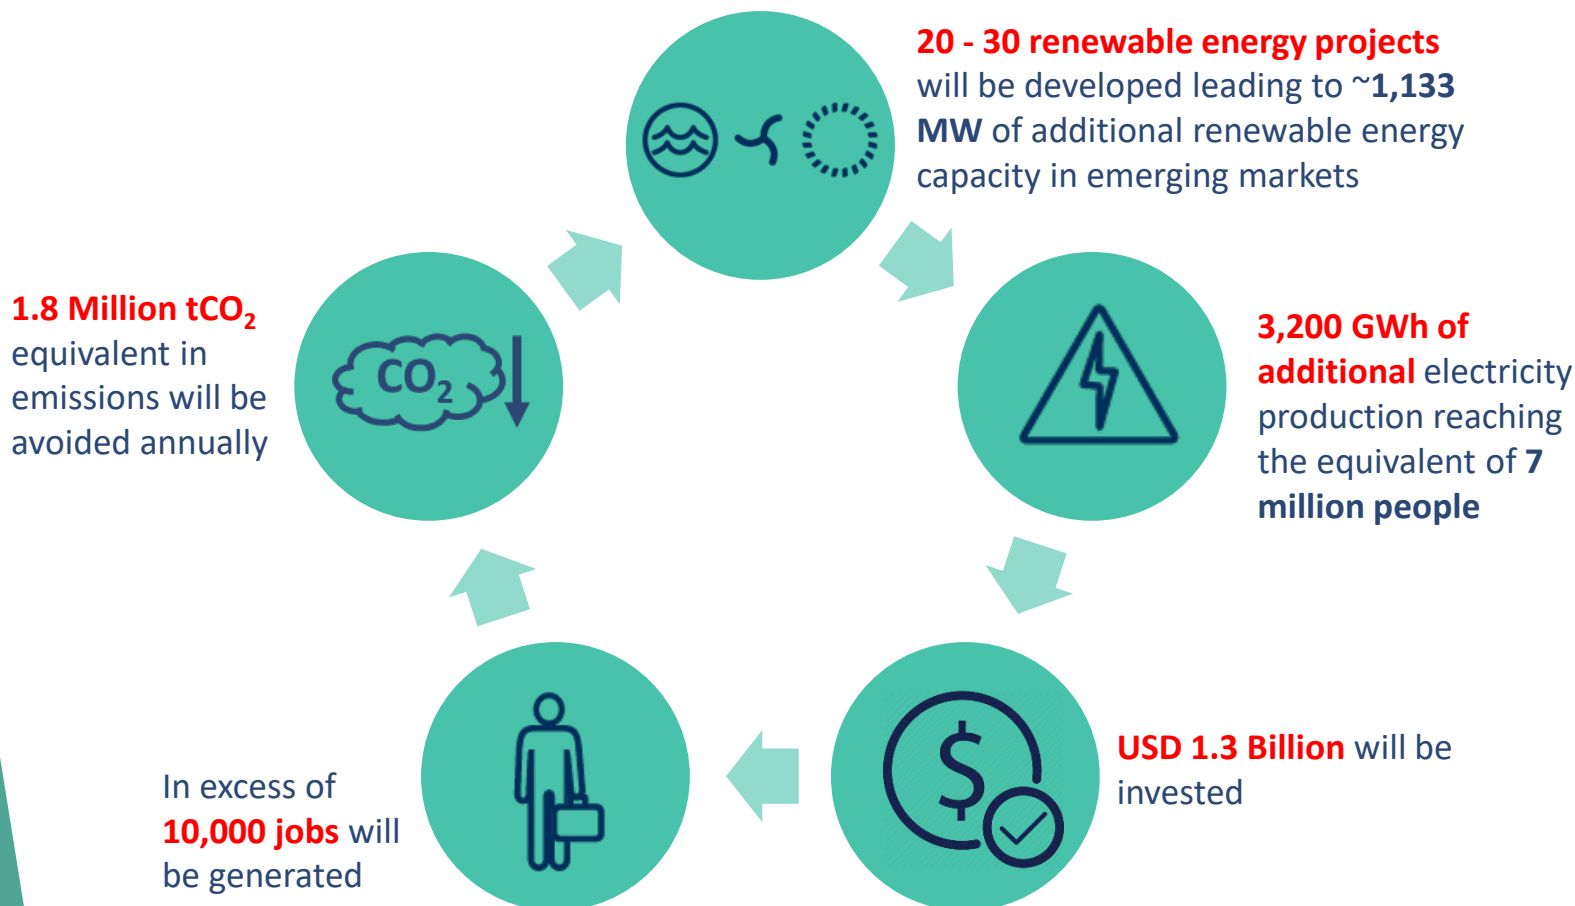 20 - 30 renewable energy projects
will be developed leading to ~1,133
MW of additional renewable energy
capacity in emerging markets
3,200 GWh of
additional electricity
production reaching
the equivalent of 7
million people
USD 1.3 Billion will be
invested
$
In excess of
10,000 jobs will
be generated
1.8 Million tCO₂
equivalent in
emissions will be
avoided annually
CO₂